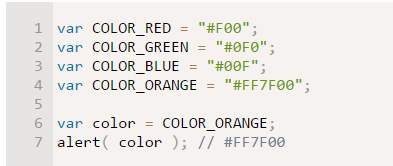 1 var COLOR_RED = "#F00";
2 var COLOR_GREEN = "#0F0";
3 var COLOR_BLUE = "#00F";
4 var COLOR_ORANGE = "#FF7F00";
5
6 var color = COLOR_ORANGE;
7 alert( color ); // #FF7F00